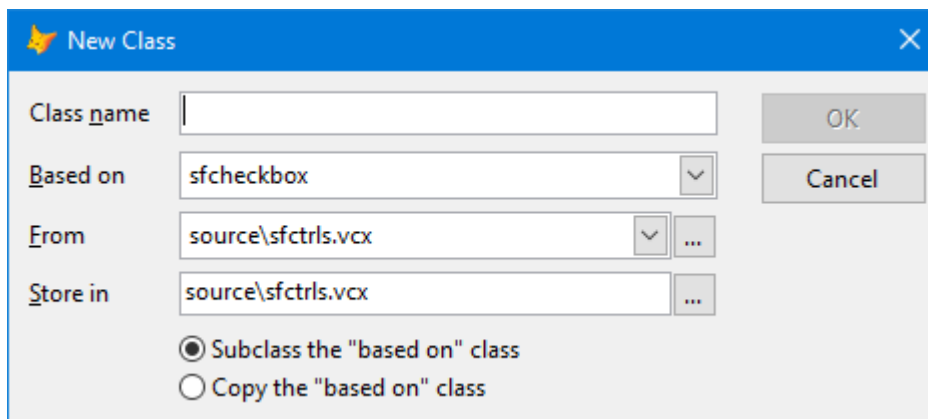 New Class
Class name
OK
Based on sfcheckbox
Cancel
From source\sfctrls.vcx ...
Store in source\sfctrls.vcx ...
Subclass the "based on" class
Copy the "based on" class